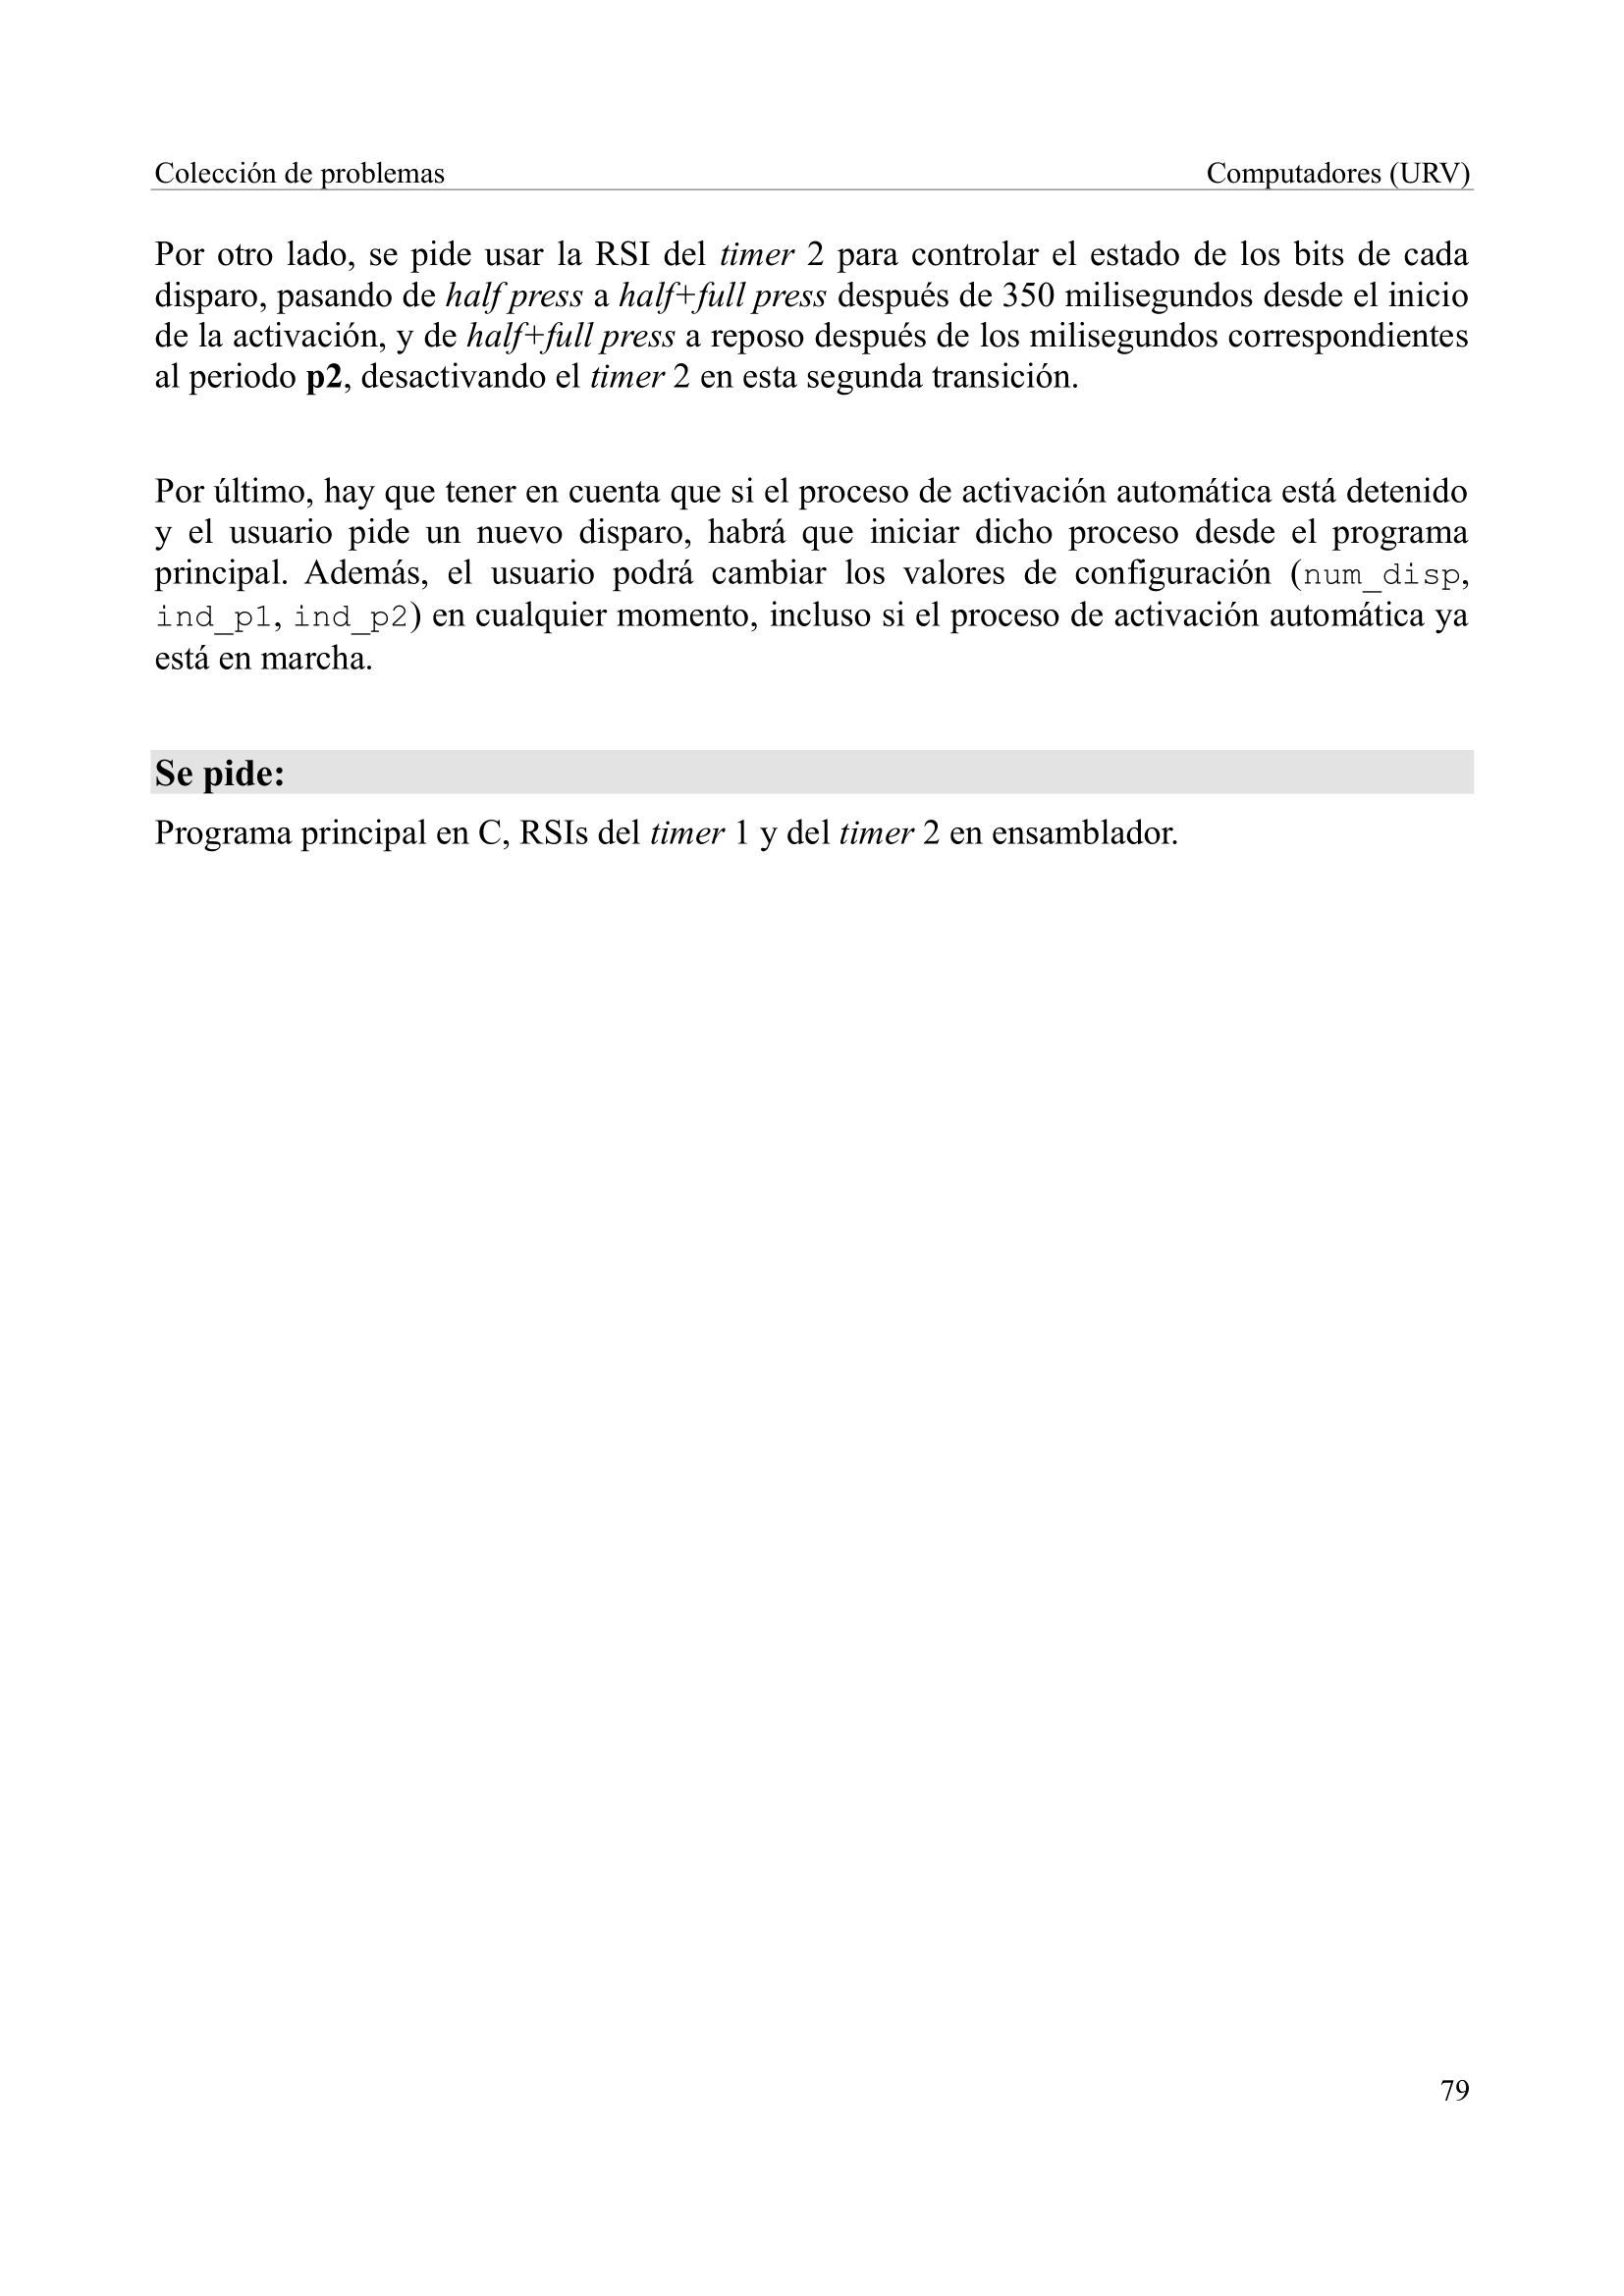 Colección de problemas Computadores (URV)
Por otro lado, se pide usar la RSI del timer 2 para controlar el estado de los bits de cada
disparo, pasando de half press a half+full press después de 350 milisegundos desde el inicio
de la activación, y de half+full press a reposo después de los milisegundos correspondientes
al periodo p2, desactivando el timer 2 en esta segunda transición.
Por último, hay que tener en cuenta que si el proceso de activación automática está detenido
y el usuario pide un nuevo disparo, habrá que iniciar dicho proceso desde el programa
principal. Además, el usuario podrá cambiar los valores de configuración (num_disp,
ind_p1, ind_p2) en cualquier momento, incluso si el proceso de activación automática ya
está en marcha.
Se pide:
Programa principal en C, RSIs del timer 1 y del timer 2 en ensamblador.
79